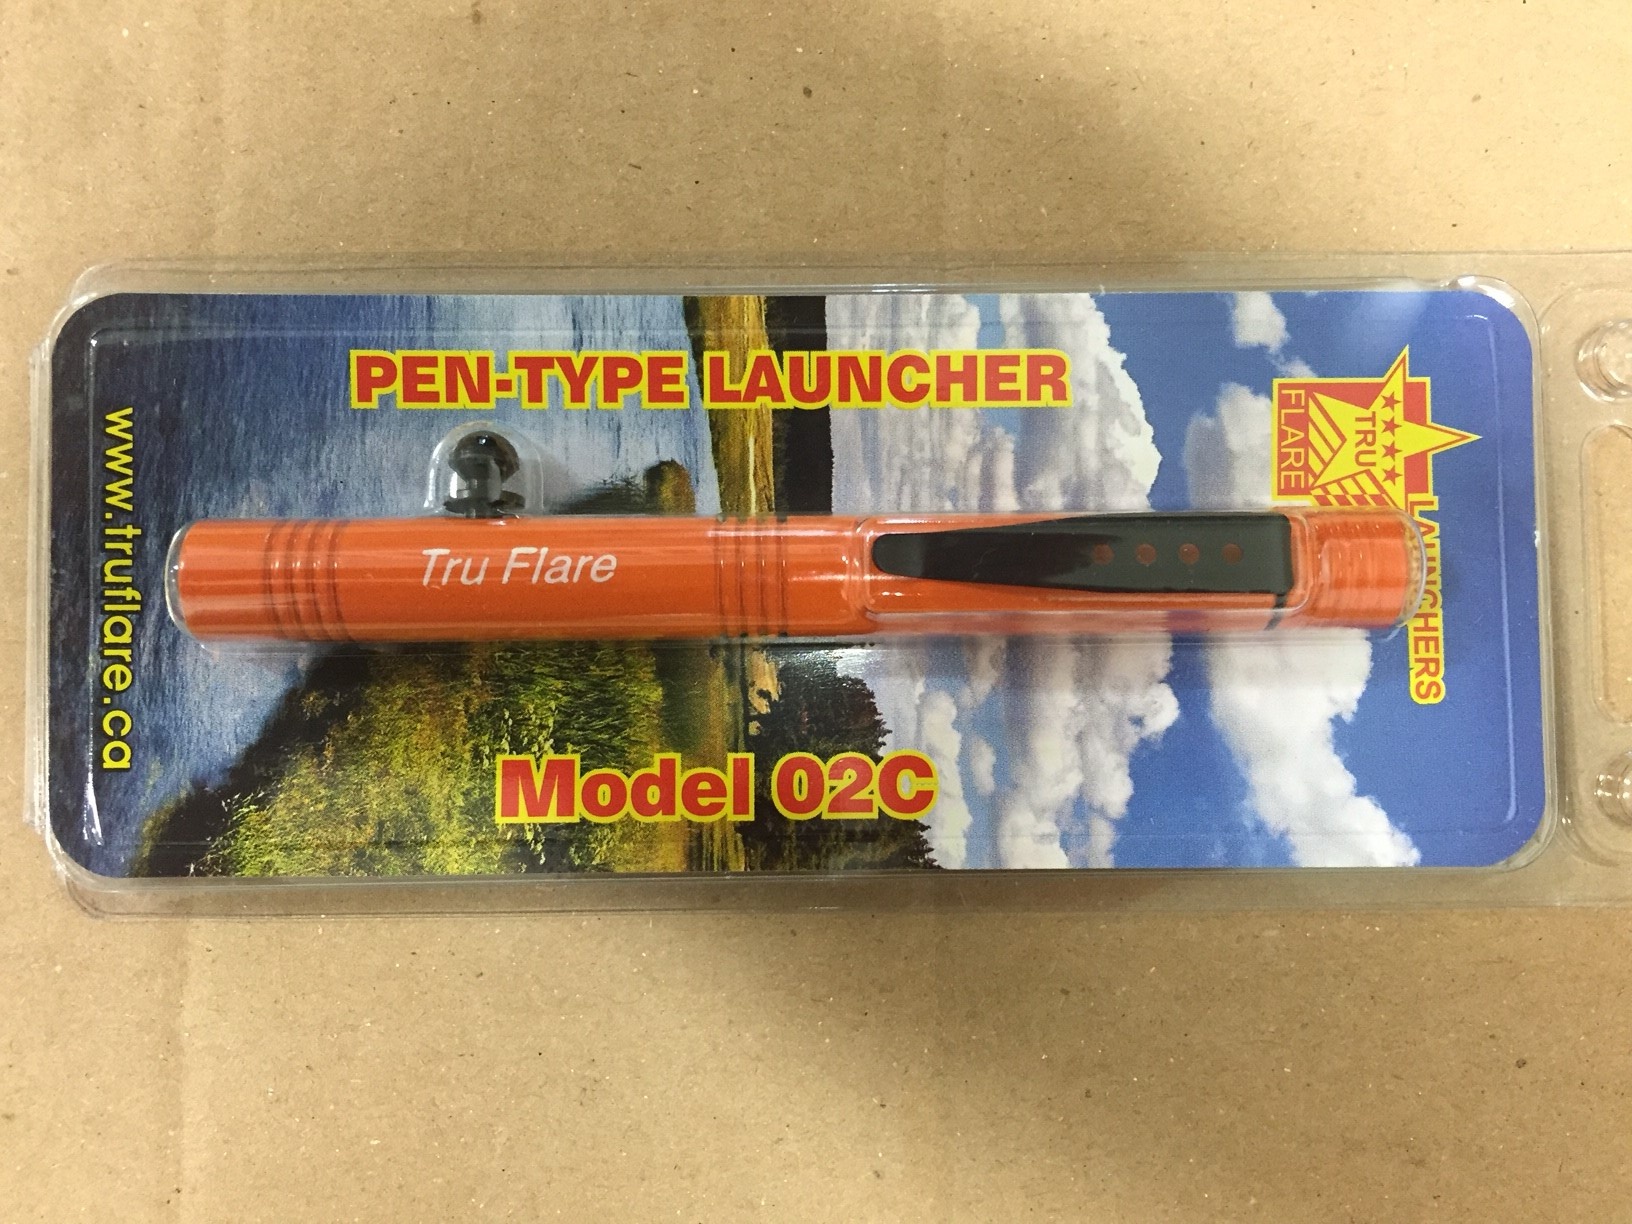 PEN-TYPE LAUNCHER
TRU
FLARE
LAUNCHERS
www.truflare.ca
Tru Flare
Model 02C